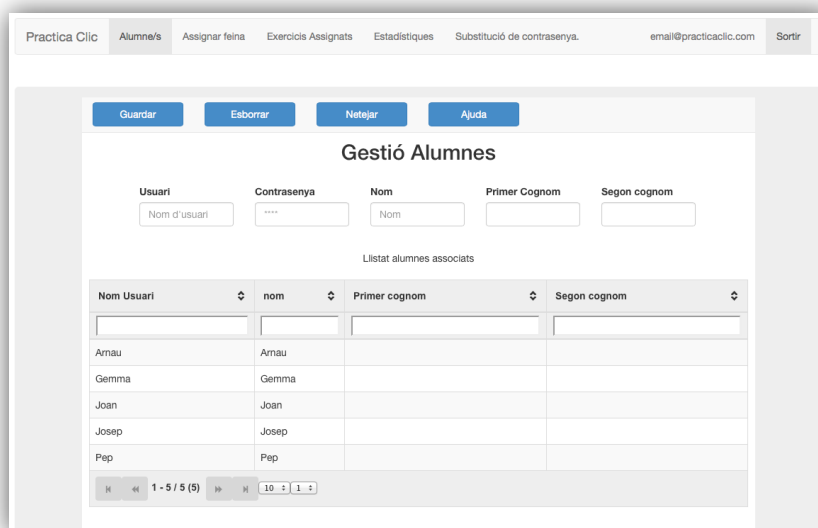 Practica Clic Alumne/s Assignar feina Exercicis Assignats Estadístiques Substitució de contrasenya. email@practicaclic.com Sortir
Guardar Esborrar Netejar Ajuda
Gestió Alumnes
Usuari Contrasenya Nom Primer Cognom Segon cognom
Nom d'usuari **** Nom
Llistat alumnes associats
Nom Usuari nom Primer cognom Segon cognom
Arnau Arnau
Gemma Gemma
Joan Joan
Josep Josep
Pep Pep
1 - 5 / 5 (5) 10 1